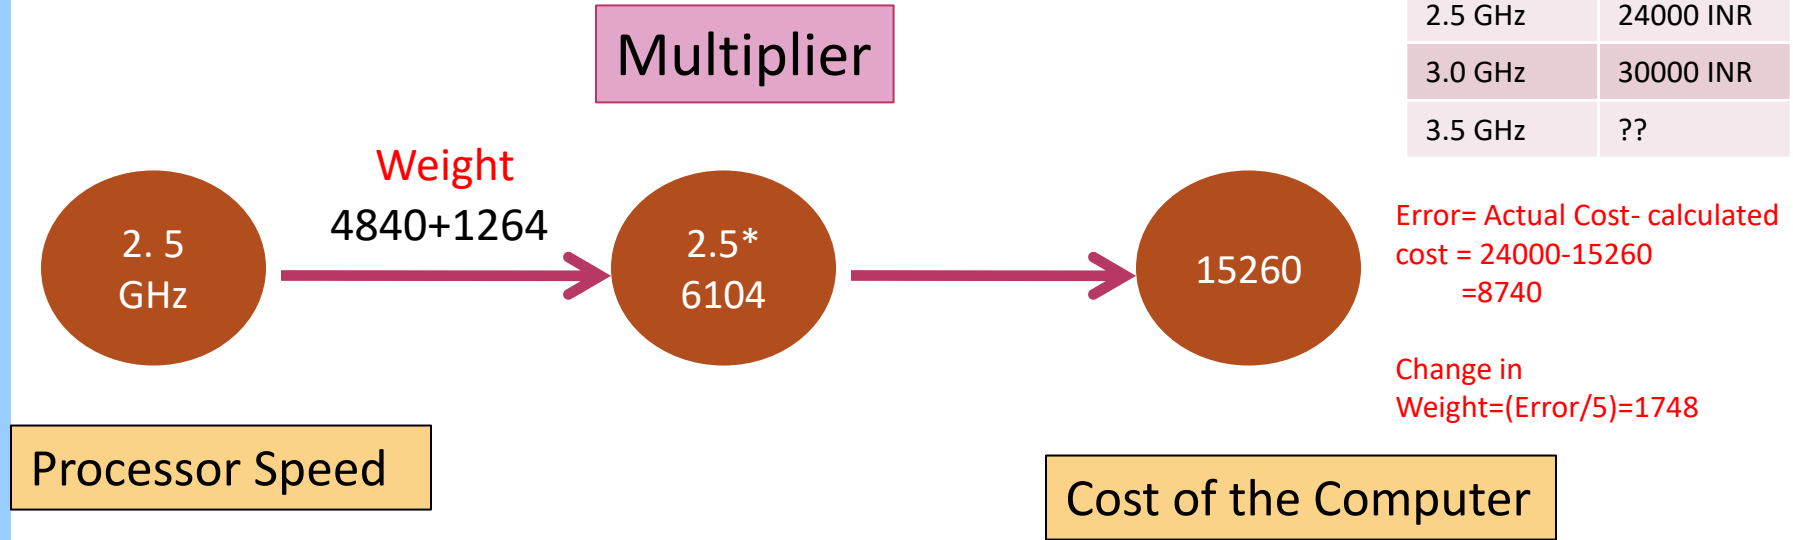 Multiplier
2.5 GHz 24000 INR
3.0 GHz 30000 INR
3.5 GHz ??
Weight
4840+1264
2. 5
GHz
2.5*
6104
15260
Error= Actual Cost- calculated
cost = 24000-15260
=8740
Change in
Weight=(Error/5)=1748
Processor Speed
Cost of the Computer